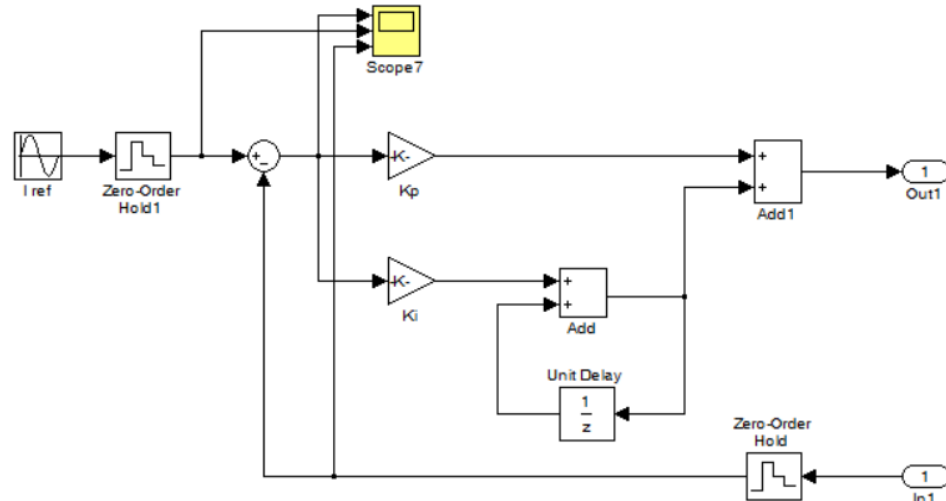 Scope7
I ref
Zero-Order
Hold1
+
-
-K-
Kp
+
+
Add1
1
Out1
-K-
Ki
+
+
Add
Unit Delay
1
z
Zero-Order
Hold
1
In1